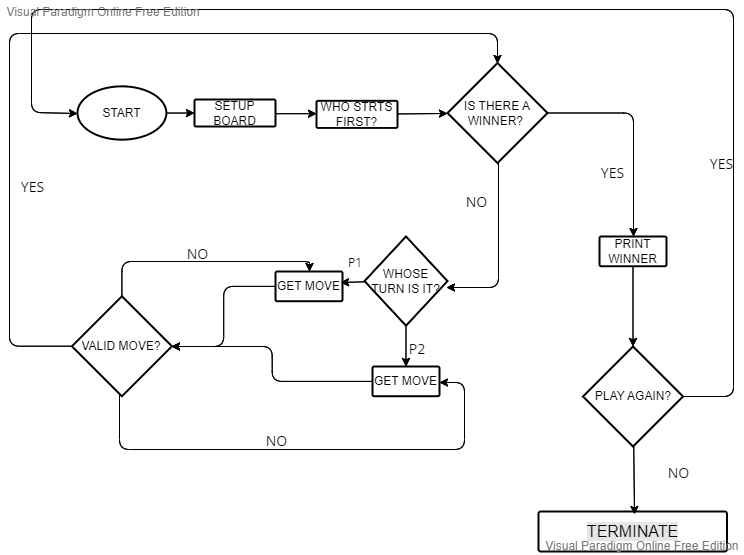 Visual Paradigm Online Free Edition
START
SETUP
BOARD
WHO STRTS
FIRST?
IS THERE A
WINNER?
YES
YES
YES
NO
NO
P1
WHOSE
TURN IS IT?
PRINT
WINNER
GET MOVE
VALID MOVE?
P2
GET MOVE
PLAY AGAIN?
NO
NO
TERMINATE
Visual Paradigm Online Free Edition